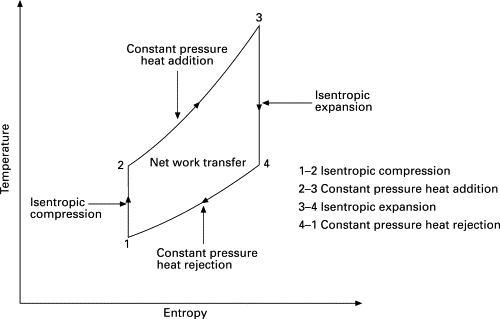 3
Constant pressure
heat addition
Isentropic
expansion
2
Net work transfer
4
Isentropic
compression
1
Constant pressure
heat rejection
1–2 Isentropic compression
2–3 Constant pressure heat addition
3–4 Isentropic expansion
4–1 Constant pressure heat rejection
Temperature
Entropy